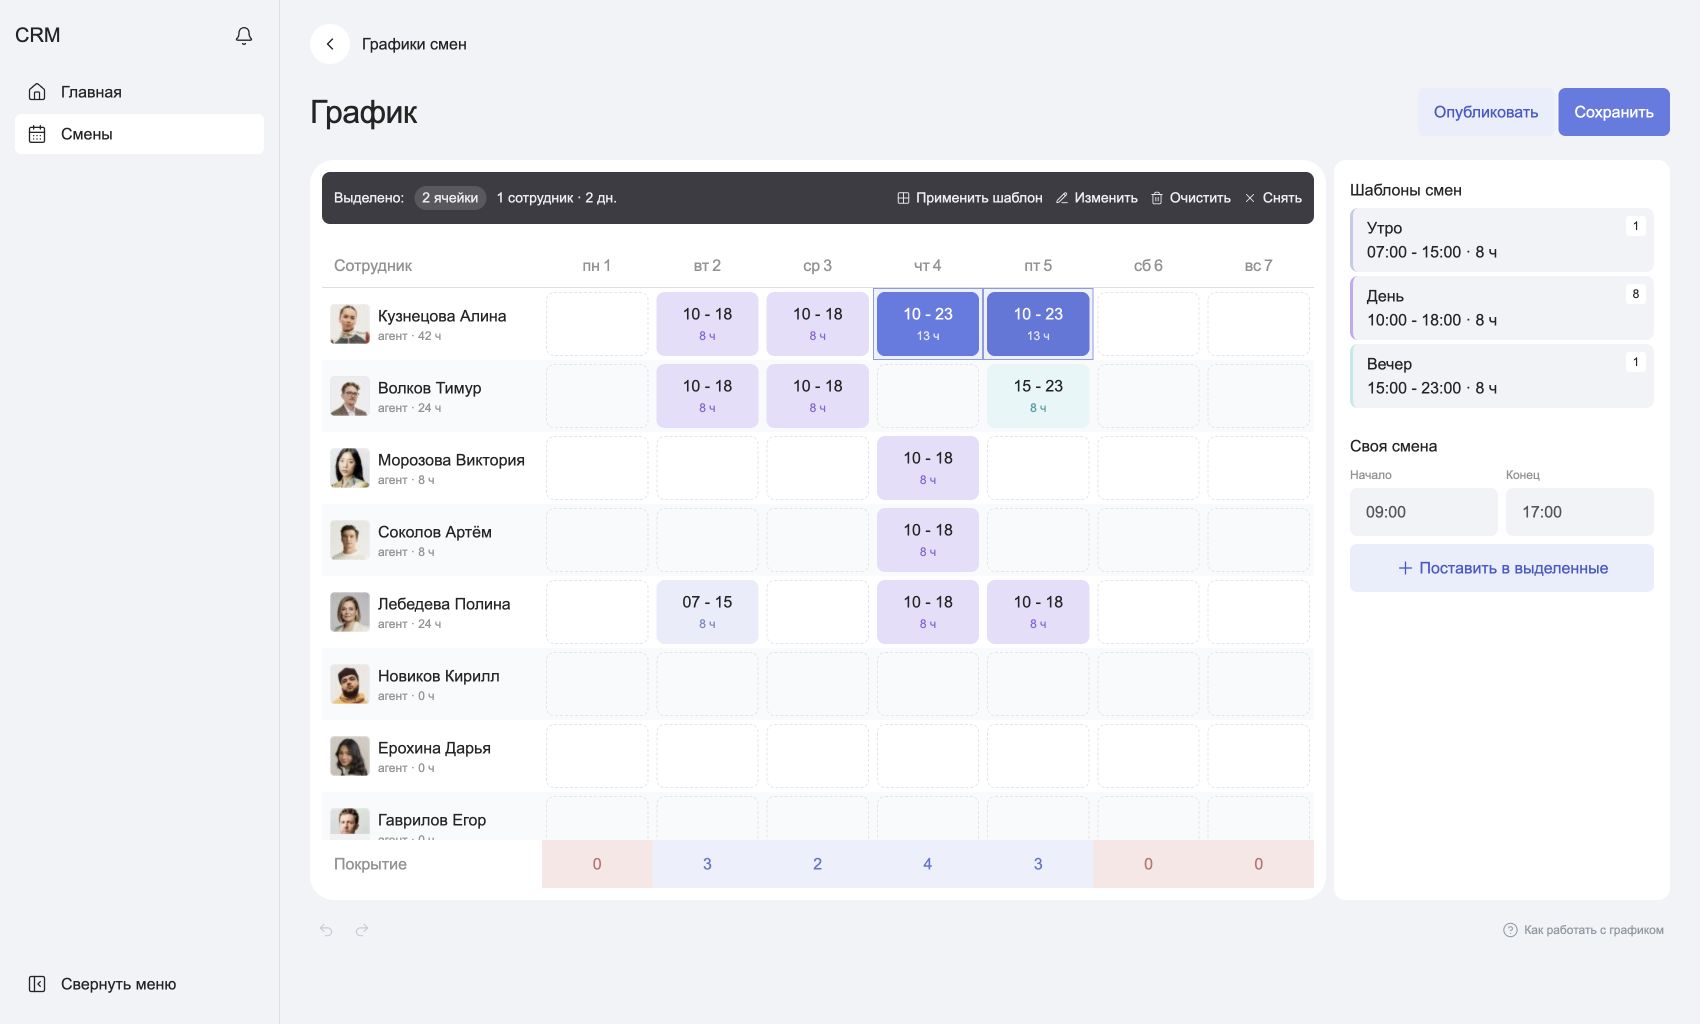 CRM
Главная
Смены
Свернуть меню
Графики смен
График
Опубликовать
Сохранить
Выделено: 2 ячейки 1 сотрудник · 2 дн.
Применить шаблон Изменить Очистить Снять
Сотрудник пн 1 вт 2 ср 3 чт 4 пт 5 сб 6 вс 7
Кузнецова Алина
агент · 42 ч
10 - 18 10 - 18 10 - 23 10 - 23
8 ч 8 ч 13 ч 13 ч
Волков Тимур
агент · 24 ч
10 - 18 10 - 18 15 - 23
8 ч 8 ч 8 ч
Морозова Виктория
агент · 8 ч
10 - 18
8 ч
Соколов Артём
агент · 8 ч
10 - 18
8 ч
Лебедева Полина
агент · 24 ч
07 - 15 10 - 18 10 - 18
8 ч 8 ч 8 ч
Новиков Кирилл
агент · 0 ч
Ерохина Дарья
агент · 0 ч
Гаврилов Егор
агент · 0 ч
Покрытие 0 3 2 4 3 0 0
Шаблоны смен
Утро 1
07:00 - 15:00 · 8 ч
День 8
10:00 - 18:00 · 8 ч
Вечер 1
15:00 - 23:00 · 8 ч
Своя смена
Начало Конец
09:00 17:00
Поставить в выделенные
Как работать с графиком